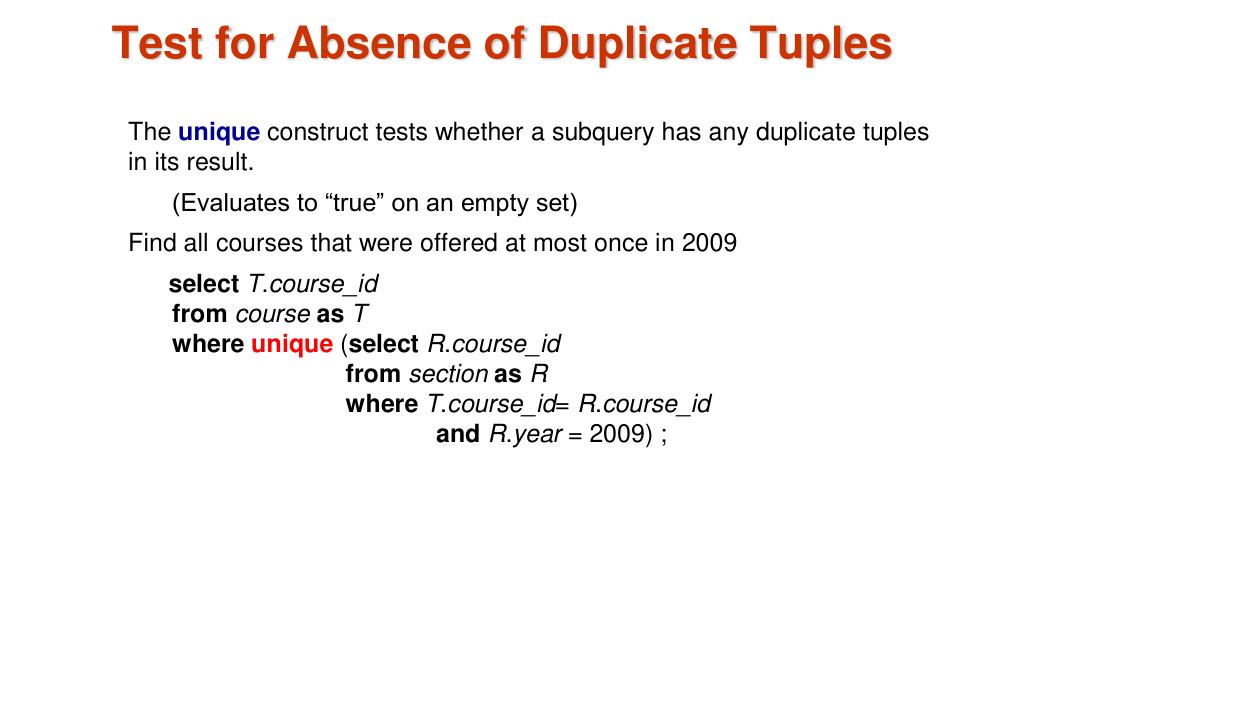 Test for Absence of Duplicate Tuples
The unique construct tests whether a subquery has any duplicate tuples
in its result.
(Evaluates to “true” on an empty set)
Find all courses that were offered at most once in 2009
select T.course_id
from course as T
where unique (select R.course_id
from section as R
where T.course_id= R.course_id
and R.year = 2009) ;